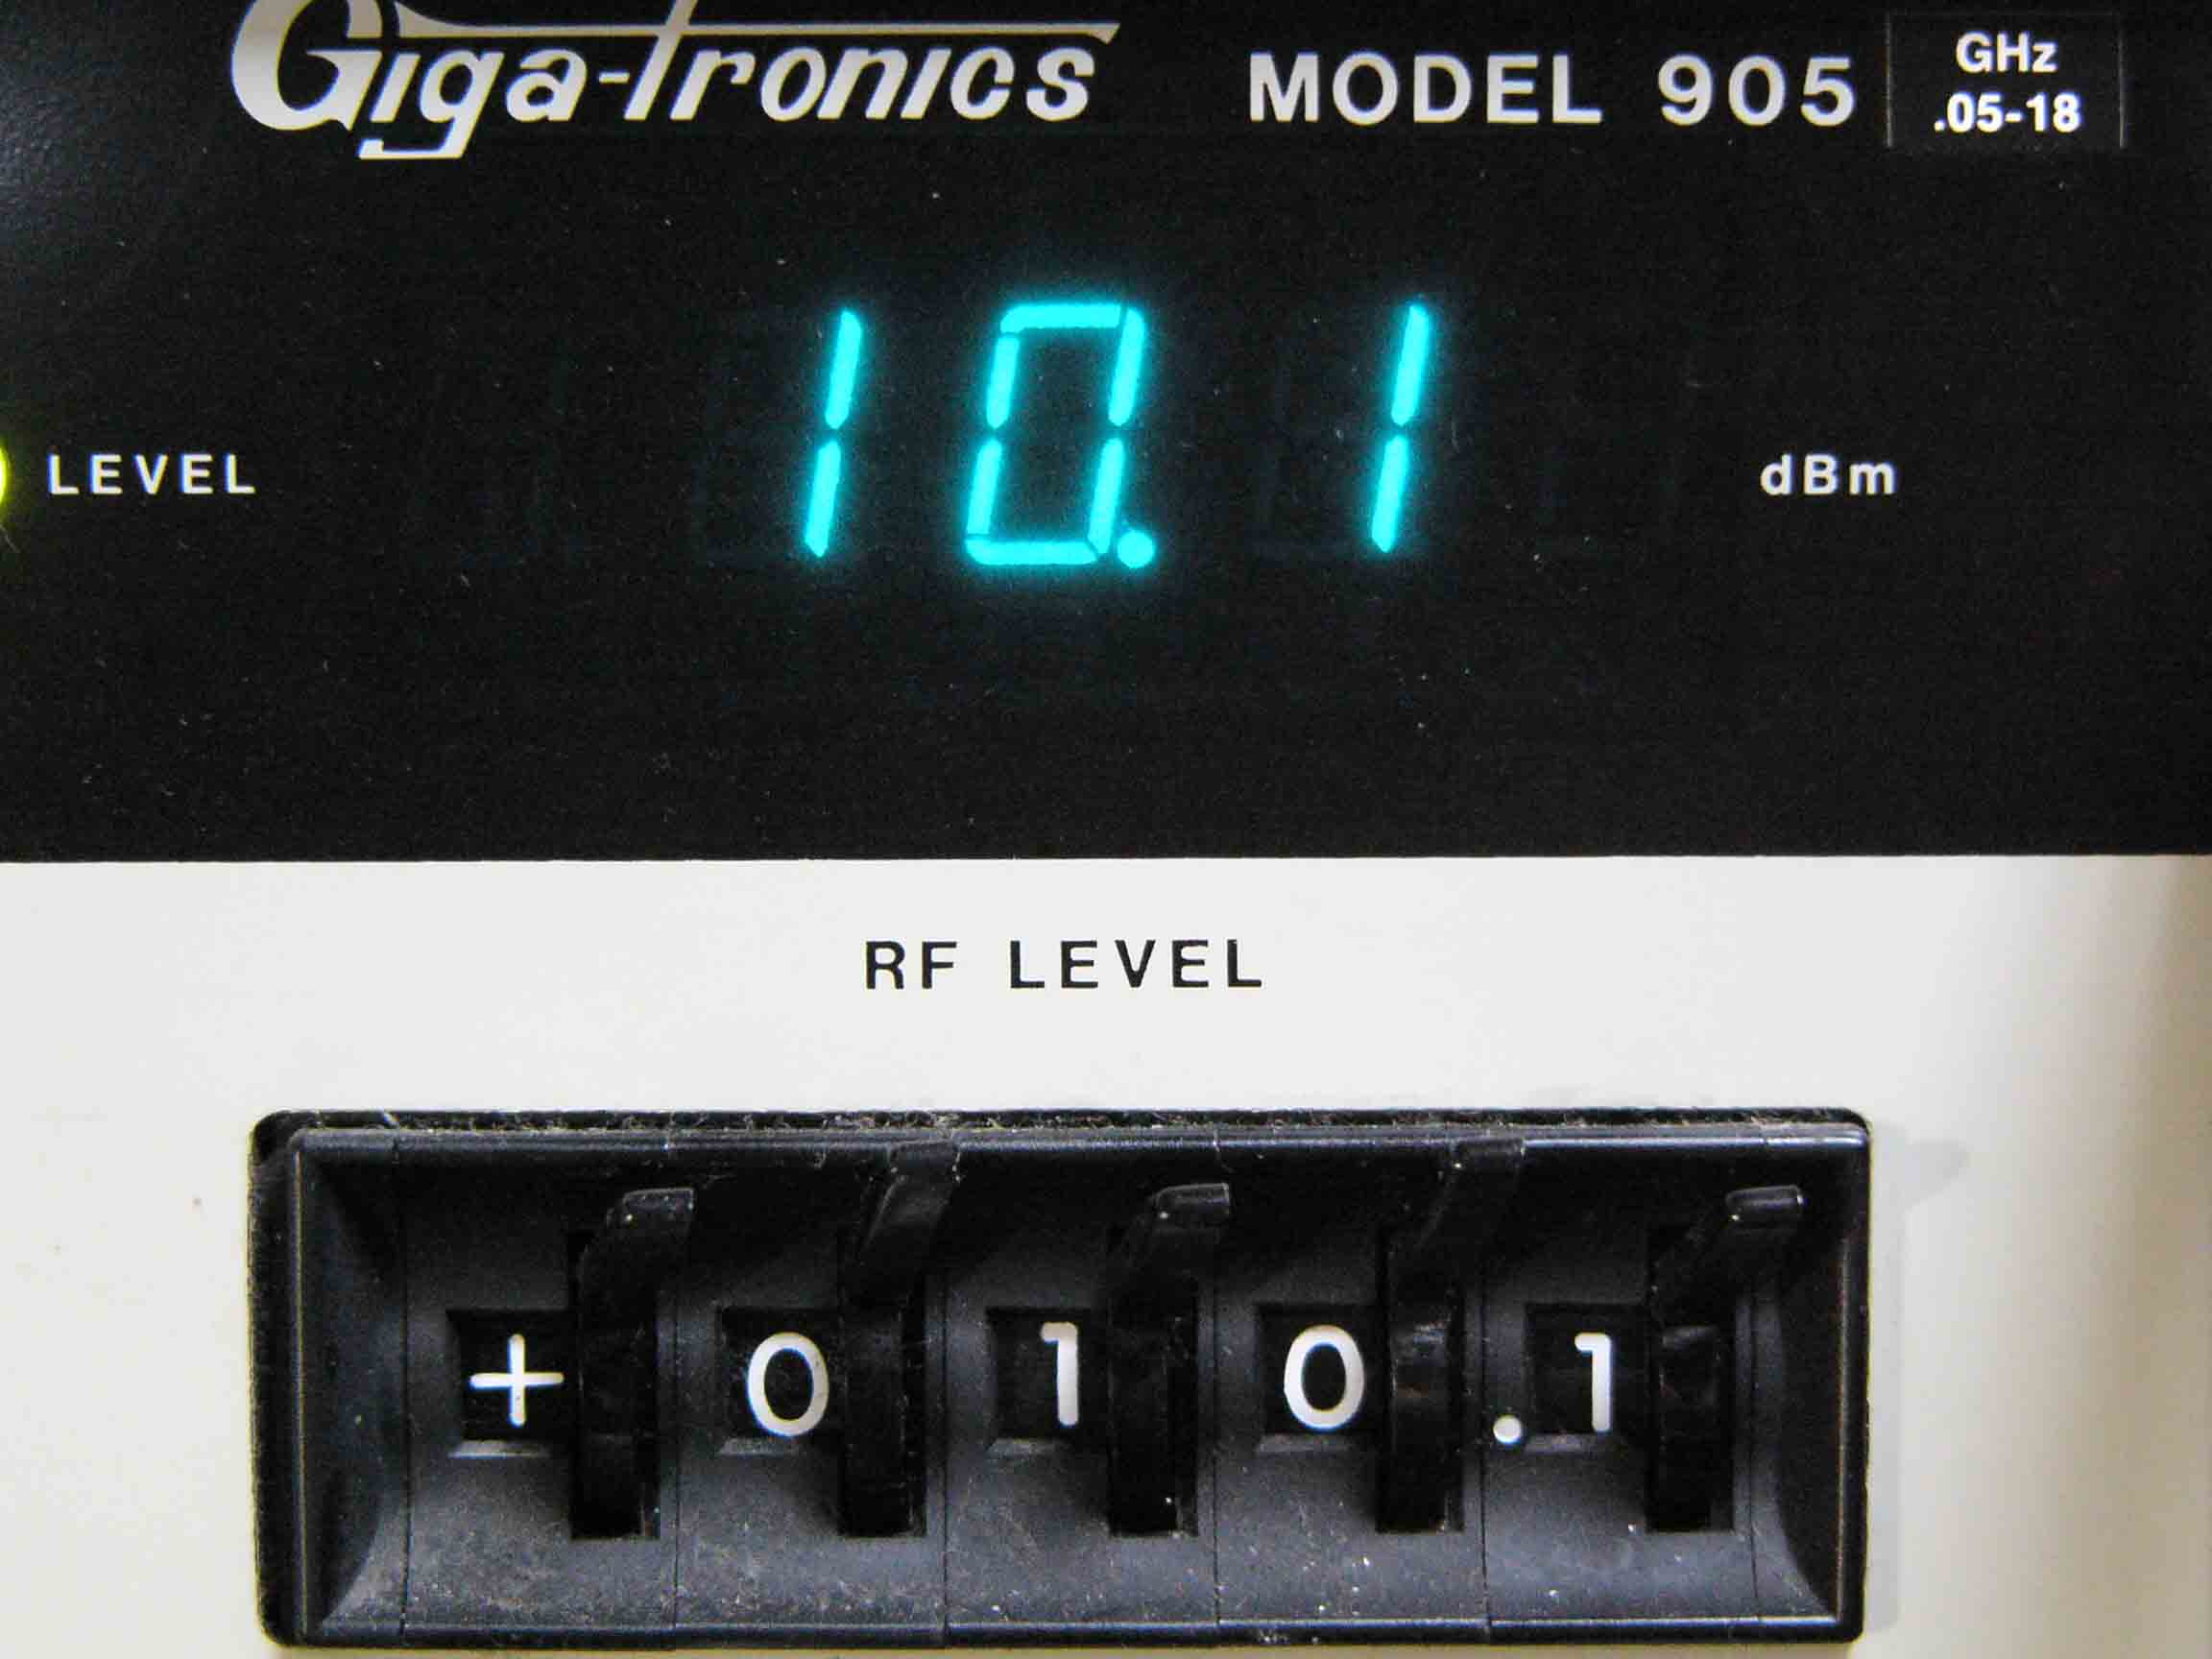 Giga-tronics MODEL 905 GHz .05-18
10.1
LEVEL dBm
RF LEVEL
+ 0 1 0 . 1